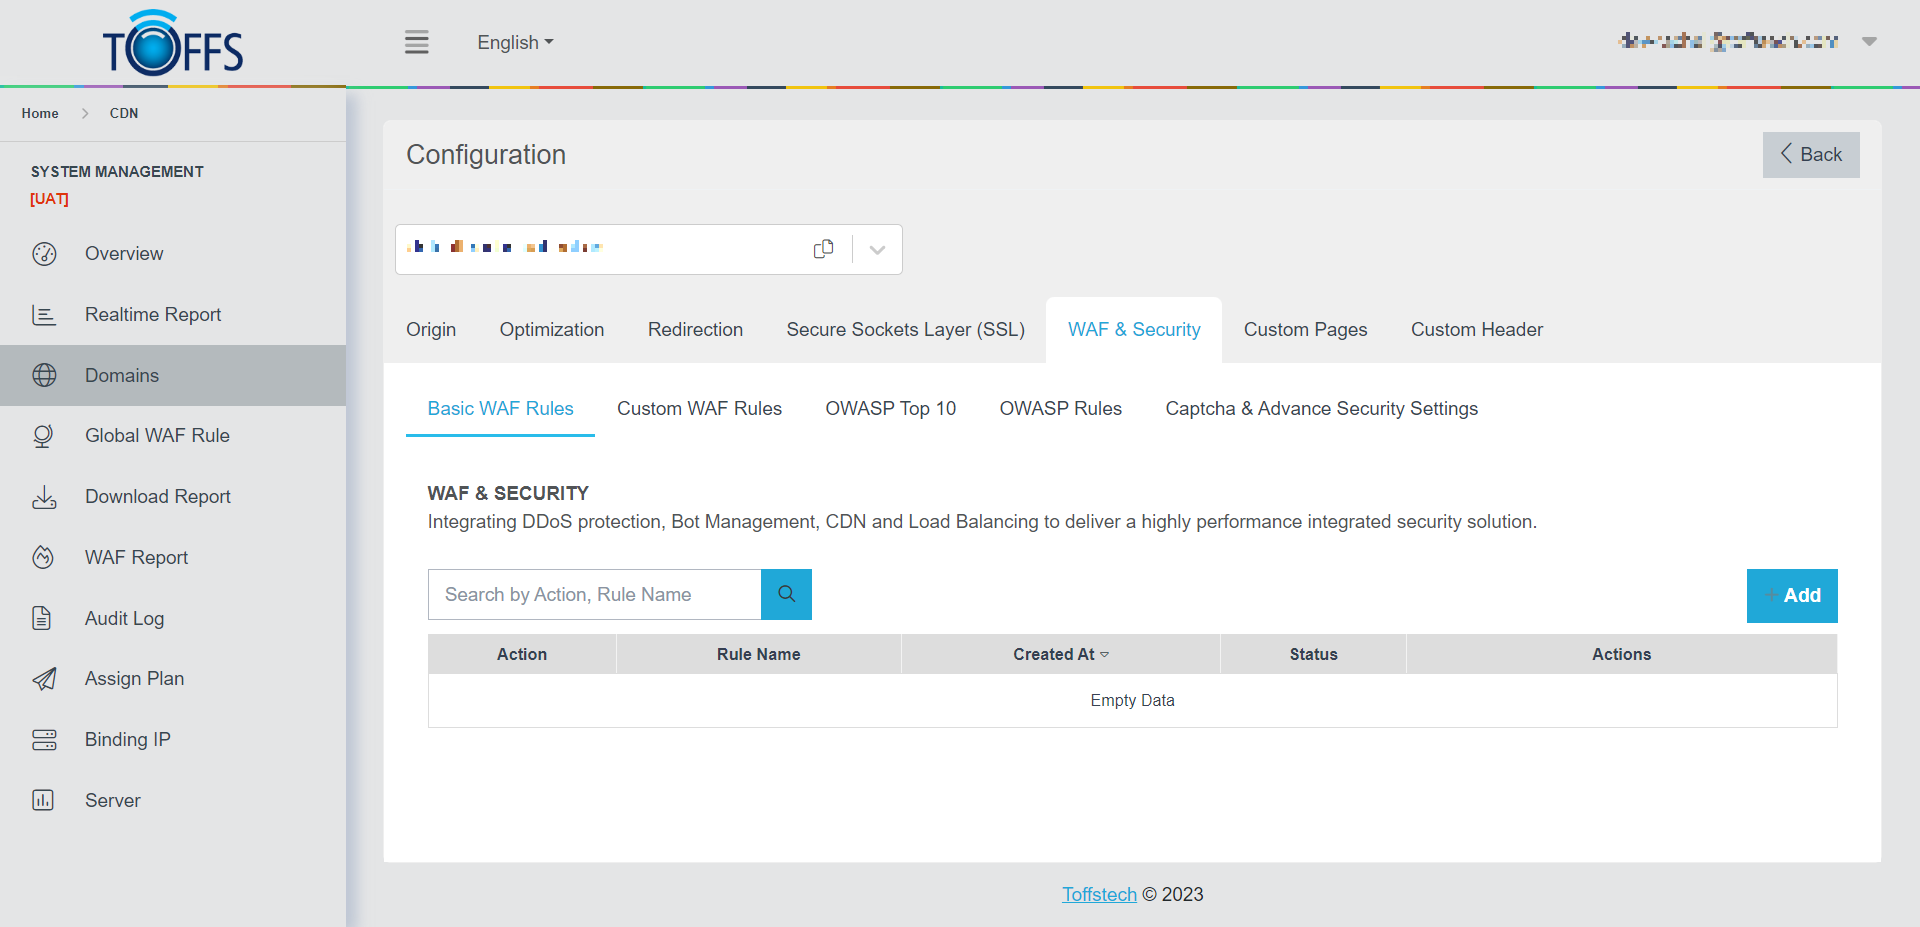 TOFFS
English
Home > CDN
SYSTEM MANAGEMENT
[UAT]
Overview
Realtime Report
Domains
Global WAF Rule
Download Report
WAF Report
Audit Log
Assign Plan
Binding IP
Server
Configuration
Back
Origin Optimization Redirection Secure Sockets Layer (SSL) WAF & Security Custom Pages Custom Header
Basic WAF Rules Custom WAF Rules OWASP Top 10 OWASP Rules Captcha & Advance Security Settings
WAF & SECURITY
Integrating DDoS protection, Bot Management, CDN and Load Balancing to deliver a highly performance integrated security solution.
Search by Action, Rule Name
+ Add
Action Rule Name Created At Status Actions
Empty Data
Toffstech © 2023